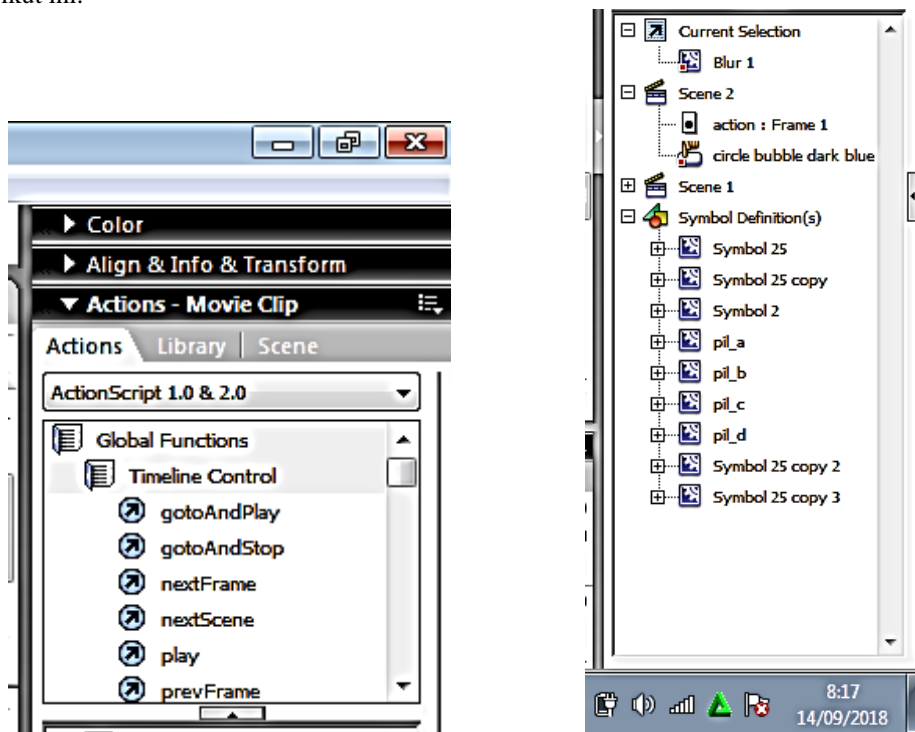 Color
Align & Info & Transform
Actions - Movie Clip
Actions
Library
Scene
ActionScript 1.0 & 2.0
Global Functions
Timeline Control
gotoAndPlay
gotoAndStop
nextFrame
nextScene
play
prevFrame
Current Selection
Blur 1
Scene 2
action : Frame 1
circle bubble dark blue
Scene 1
Symbol Definition(s)
Symbol 25
Symbol 25 copy
Symbol 2
pil_a
pil_b
pil_c
pil_d
Symbol 25 copy 2
Symbol 25 copy 3
8:17
14/09/2018